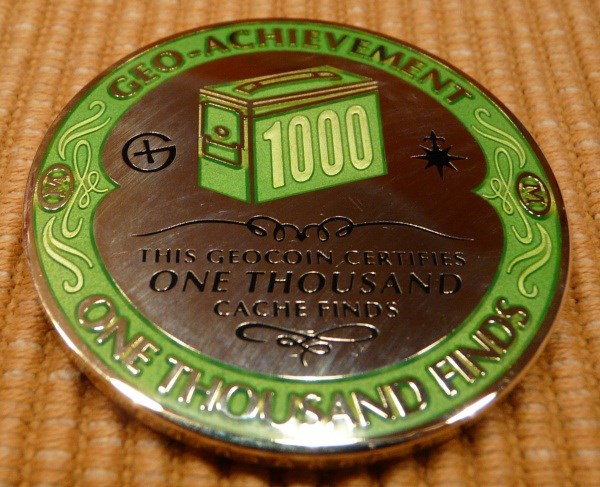 GEO-ACHIEVEMENT
1000
M
M
THIS GEOCOIN CERTIFIES
ONE THOUSAND
CACHE FINDS
ONE THOUSAND FINDS